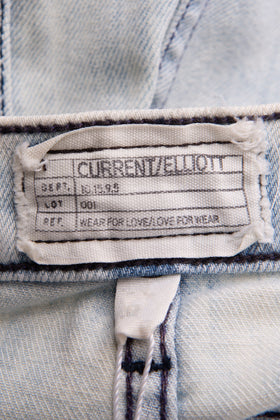 CURRENT/ELLIOTT
DEPT. 10.15.9.5
LOT 001
REF. WEAR FOR LOVE/LOVE FOR WEAR